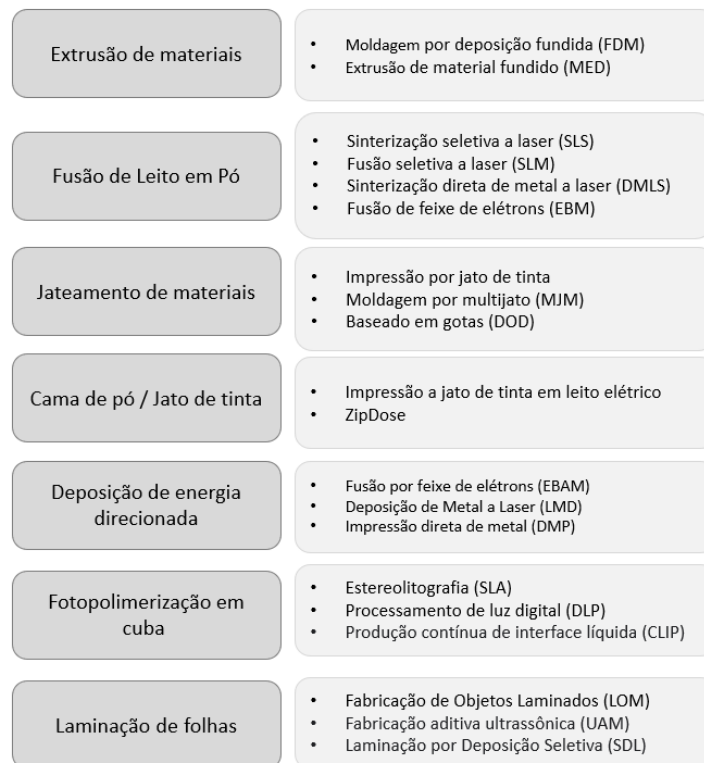 Extrusão de materiais
• Moldagem por deposição fundida (FDM)
• Extrusão de material fundido (MED)
Fusão de Leito em Pó
• Sinterização seletiva a laser (SLS)
• Fusão seletiva a laser (SLM)
• Sinterização direta de metal a laser (DMLS)
• Fusão de feixe de elétrons (EBM)
Jateamento de materiais
• Impressão por jato de tinta
• Moldagem por multijato (MJM)
• Baseado em gotas (DOD)
Cama de pó / Jato de tinta
• Impressão a jato de tinta em leito elétrico
• ZipDose
Deposição de energia
direcionada
• Fusão por feixe de elétrons (EBAM)
• Deposição de Metal a Laser (LMD)
• Impressão direta de metal (DMP)
Fotopolimerização em
cuba
• Estereolitografia (SLA)
• Processamento de luz digital (DLP)
• Produção contínua de interface líquida (CLIP)
Laminação de folhas
• Fabricação de Objetos Laminados (LOM)
• Fabricação aditiva ultrassônica (UAM)
• Laminação por Deposição Seletiva (SDL)